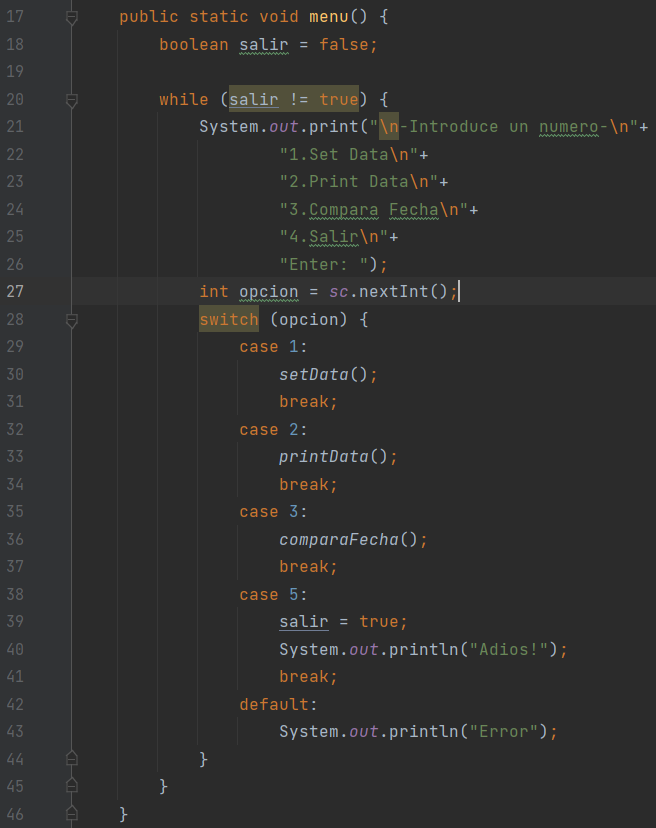 17 public static void menu() {
18 boolean salir = false;
19
20 while (salir != true) {
21 System.out.print("\n-Introduce un numero-\n"+
22 "1.Set Data\n"+
23 "2.Print Data\n"+
24 "3.Compara Fecha\n"+
25 "4.Salir\n"+
26 "Enter: ");
27 int opcion = sc.nextInt();
28 switch (opcion) {
29 case 1:
30 setData();
31 break;
32 case 2:
33 printData();
34 break;
35 case 3:
36 comparaFecha();
37 break;
38 case 5:
39 salir = true;
40 System.out.println("Adios!");
41 break;
42 default:
43 System.out.println("Error");
44 }
45 }
46 }